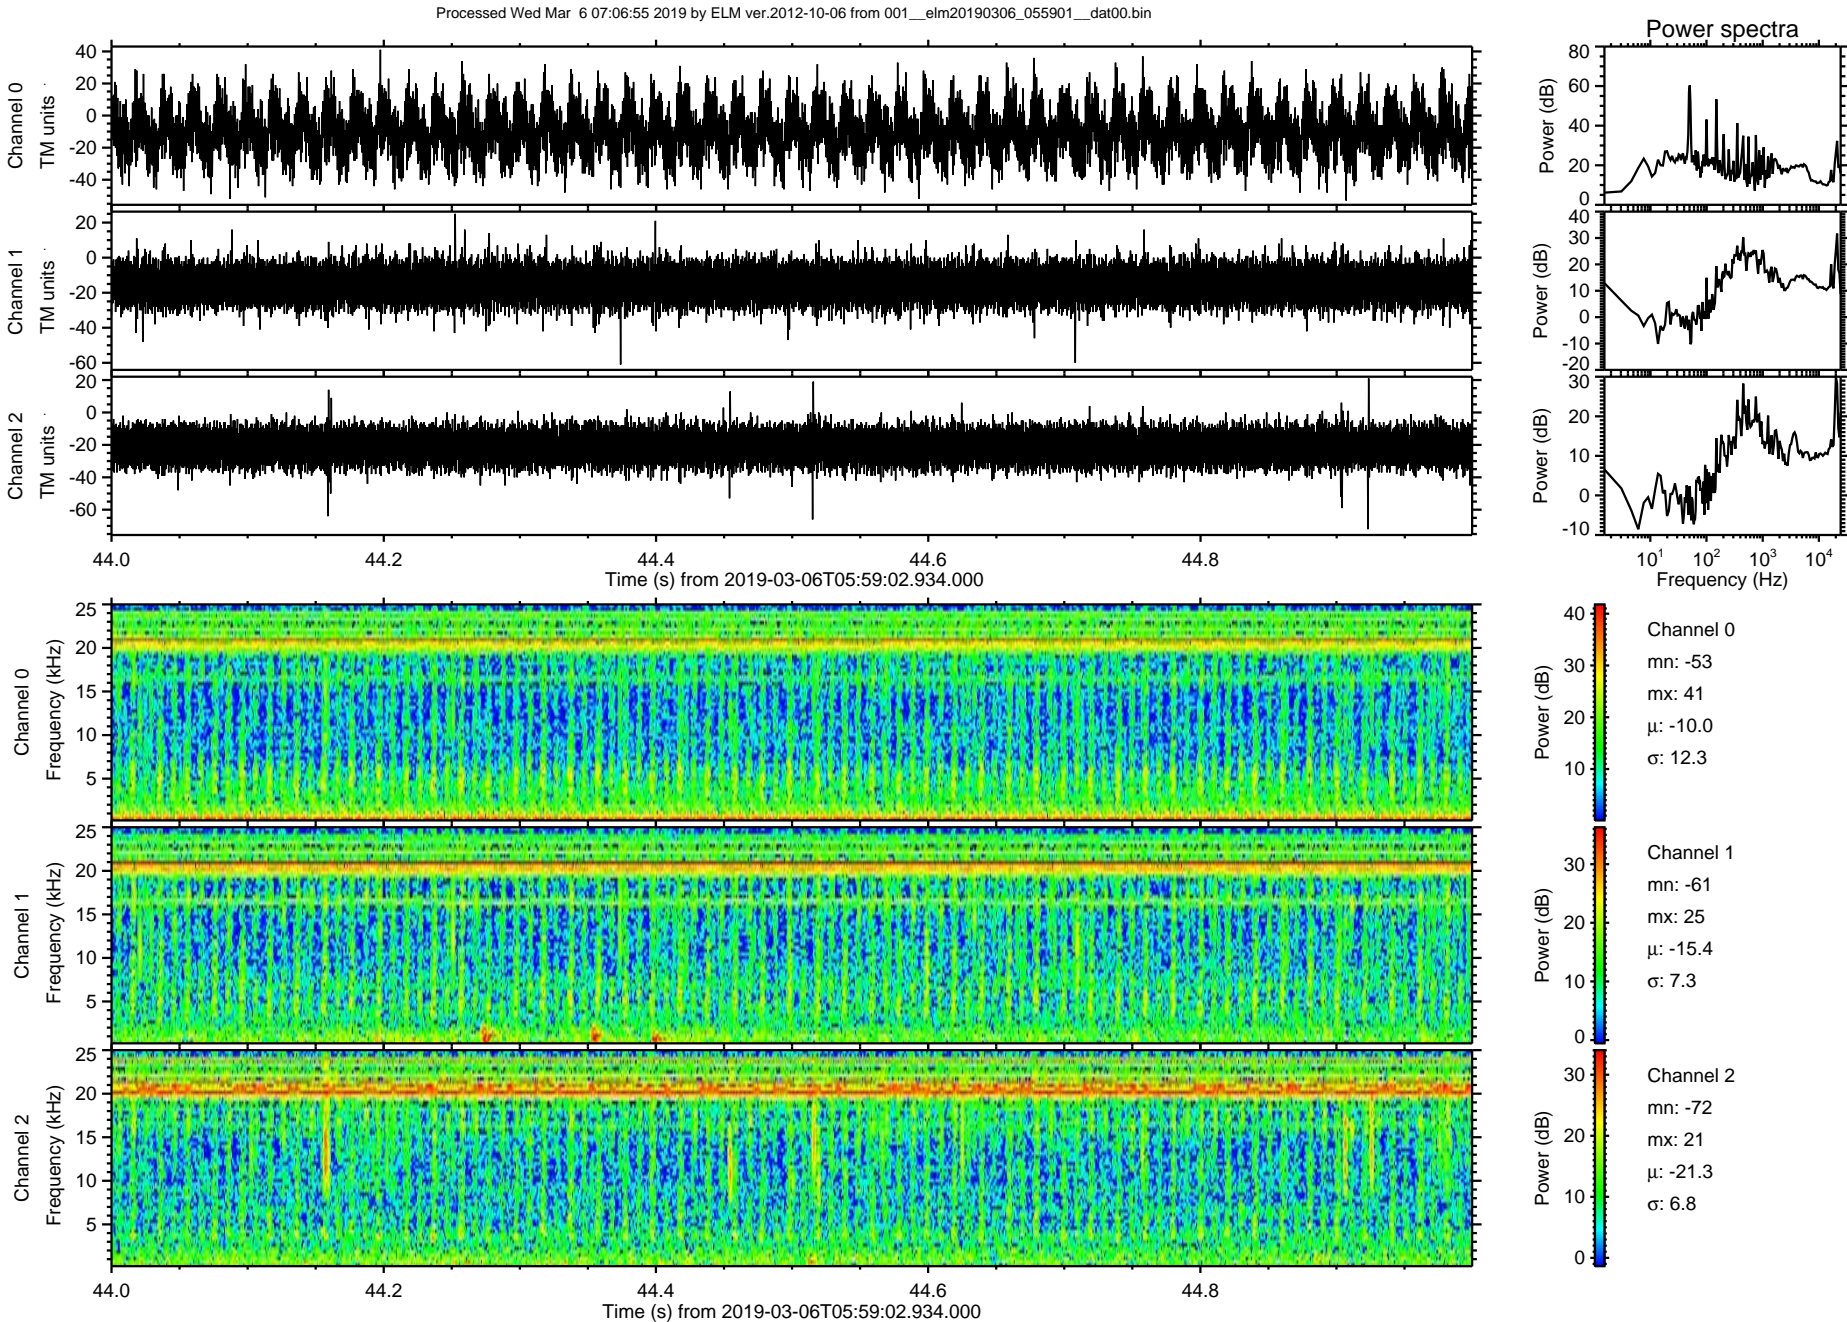 Processed Wed Mar  6 07:06:55 2019 by ELM ver.2012-10-06 from 001__elm20190306_055901__dat00.bin
Power spectra
Channel 0
TM units
40
20
0
-20
-40
Power (dB)
80
60
40
20
0
Channel 1
TM units
20
0
-20
-40
-60
Power (dB)
40
30
20
10
0
-10
-20
Channel 2
TM units
20
0
-20
-40
-60
Power (dB)
30
20
10
0
-10
44.0 44.2 44.4 44.6 44.8
Time (s) from 2019-03-06T05:59:02.934.000
10^1 10^2 10^3 10^4
Frequency (Hz)
Channel 0
Frequency (kHz)
25
20
15
10
5
Power (dB)
40
30
20
10
Channel 0
mn: -53
mx: 41
μ: -10.0
σ: 12.3
Channel 1
Frequency (kHz)
25
20
15
10
5
Power (dB)
30
20
10
0
Channel 1
mn: -61
mx: 25
μ: -15.4
σ: 7.3
Channel 2
Frequency (kHz)
25
20
15
10
5
Power (dB)
30
20
10
0
Channel 2
mn: -72
mx: 21
μ: -21.3
σ: 6.8
44.0 44.2 44.4 44.6 44.8
Time (s) from 2019-03-06T05:59:02.934.000